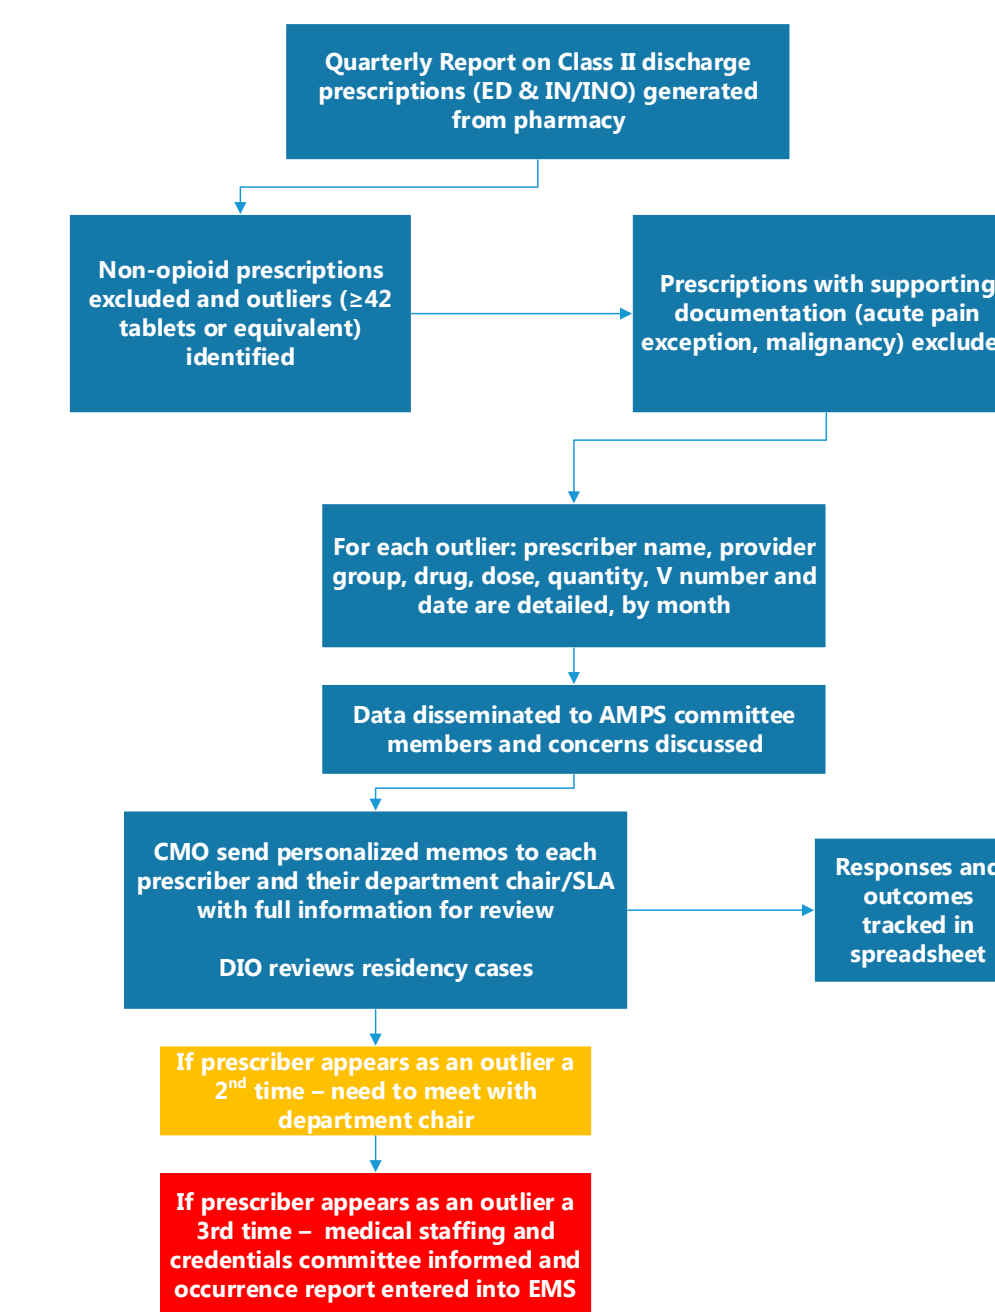 Quarterly Report on Class II discharge
prescriptions (ED & IN/INO) generated
from pharmacy
Non-opioid prescriptions
excluded and outliers (≥42
tablets or equivalent)
identified
Prescriptions with supporting
documentation (acute pain
exception, malignancy) exclude
For each outlier: prescriber name, provider
group, drug, dose, quantity, V number and
date are detailed, by month
Data disseminated to AMPS committee
members and concerns discussed
CMO send personalized memos to each
prescriber and their department chair/SLA
with full information for review
DIO reviews residency cases
Responses and
outcomes
tracked in
spreadsheet
If prescriber appears as an outlier a
2nd time – need to meet with
department chair
If prescriber appears as an outlier a
3rd time – medical staffing and
credentials committee informed and
occurrence report entered into EMS